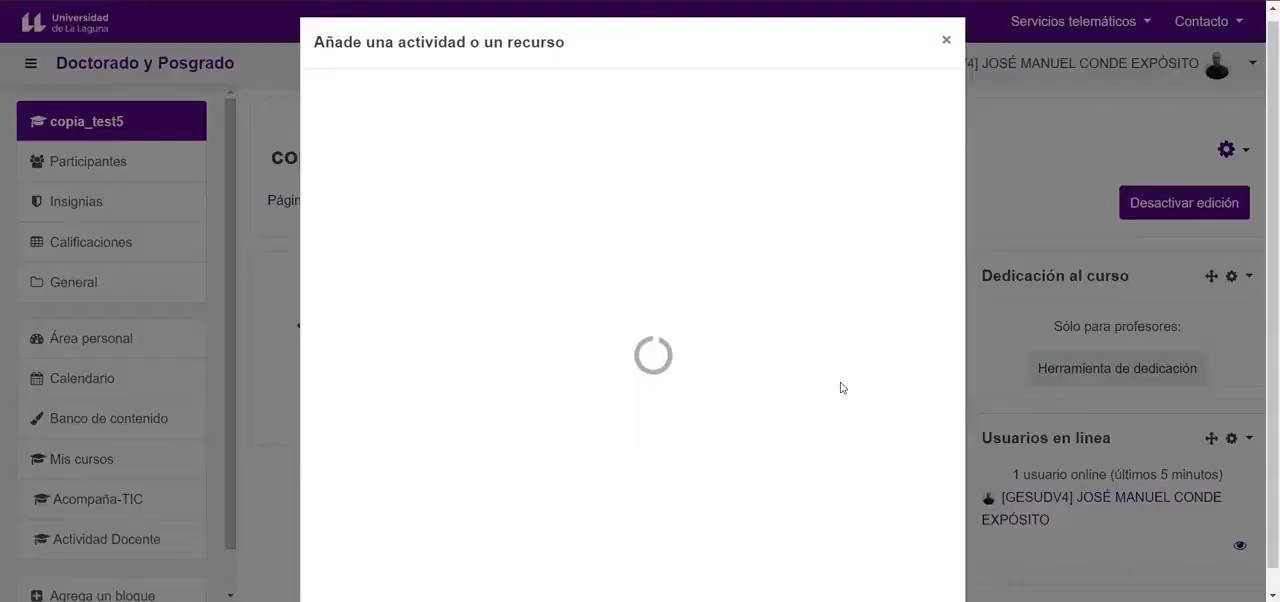 Universidad
de La Laguna
Servicios telemáticos
Contacto
Doctorado y Posgrado
4] JOSÉ MANUEL CONDE EXPÓSITO
Añade una actividad o un recurso
×
copia_test5
Participantes
Insignias
Calificaciones
General
Área personal
Calendario
Banco de contenido
Mis cursos
Acompaña-TIC
Actividad Docente
Agrega un bloque
co
Págin
Desactivar edición
Dedicación al curso
Sólo para profesores:
Herramienta de dedicación
Usuarios en línea
1 usuario online (últimos 5 minutos)
[GESUDV4] JOSÉ MANUEL CONDE
EXPÓSITO